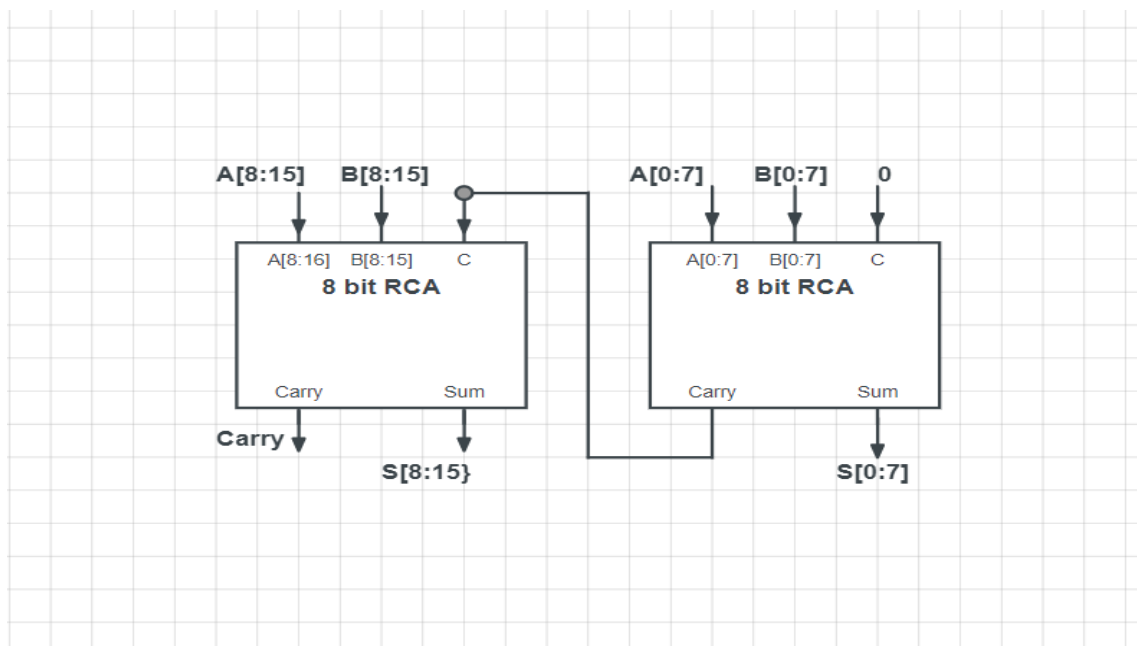 A[8:15] B[8:15] A[0:7] B[0:7] 0
A[8:16] B[8:15] C A[0:7] B[0:7] C
8 bit RCA 8 bit RCA
Carry Sum Carry Sum
Carry
S[8:15} S[0:7]